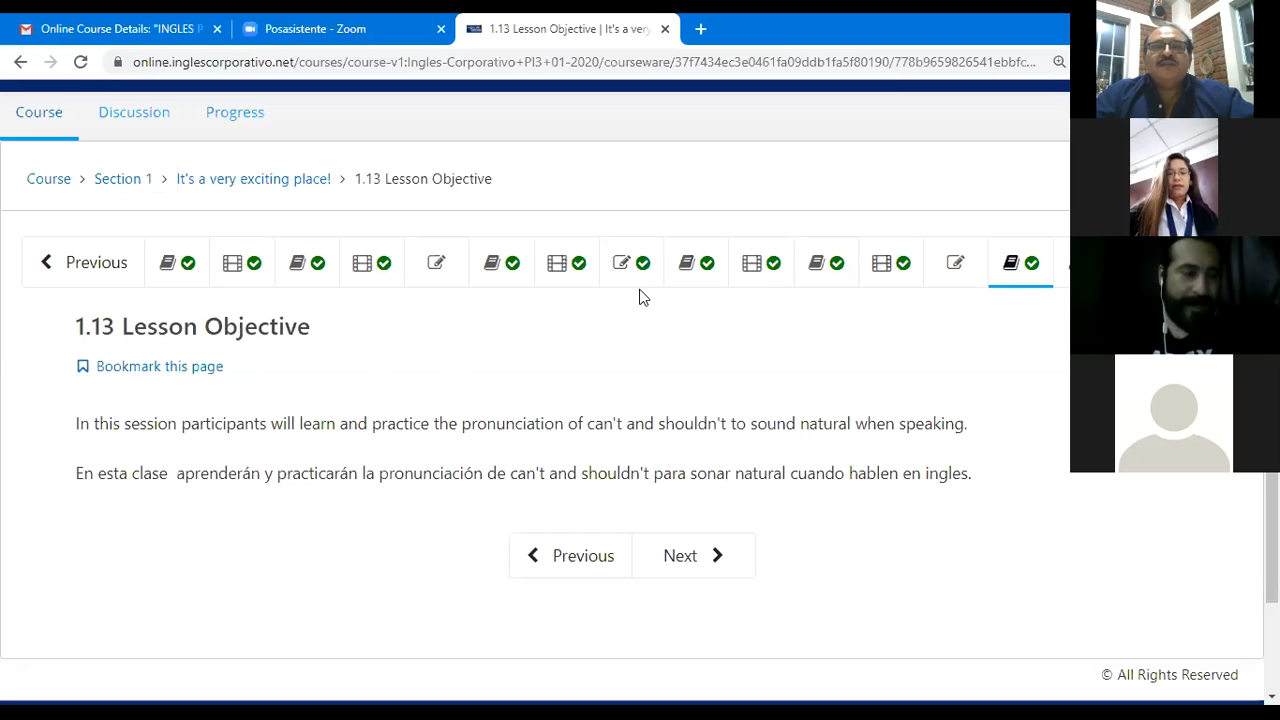 Online Course Details: "INGLES P
Posasistente - Zoom
1.13 Lesson Objective | It's a very
online.inglescorporativo.net/courses/course-v1:Ingles-Corporativo+PI3+01-2020/courseware/37f7434ec3e0461fa09ddb1fa5f80190/778b9659826541ebbfc...
Course Discussion Progress
Course > Section 1 > It's a very exciting place! > 1.13 Lesson Objective
Previous
1.13 Lesson Objective
Bookmark this page
In this session participants will learn and practice the pronunciation of can't and shouldn't to sound natural when speaking.
En esta clase aprenderán y practicarán la pronunciación de can't and shouldn't para sonar natural cuando hablen en ingles.
Previous Next
© All Rights Reserved